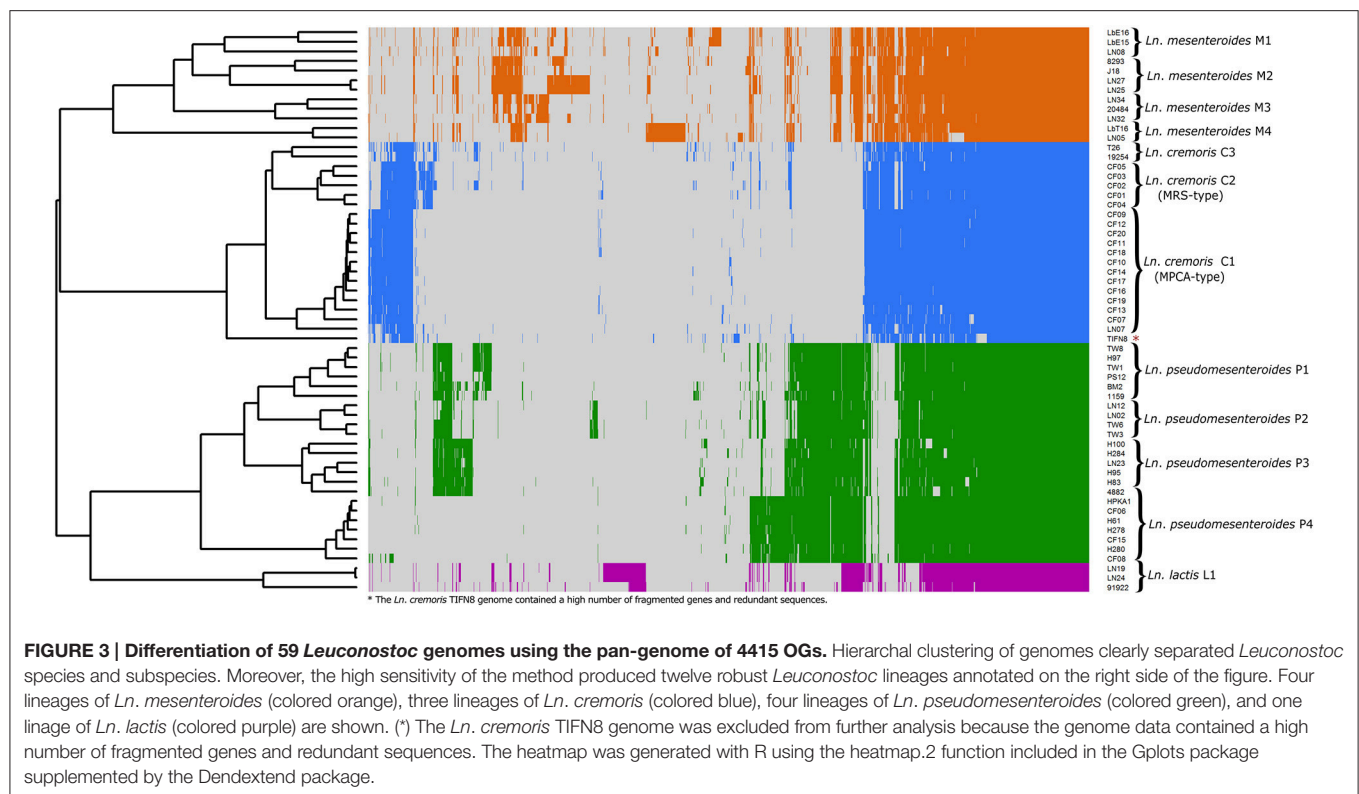 LbE16
LbE15
LN08
Ln. mesenteroides M1
8293
J18
LN27
LN25
Ln. mesenteroides M2
LN34
20484
LN32
Ln. mesenteroides M3
LbT16
LN05
Ln. mesenteroides M4
T26
19254
Ln. cremoris C3
CF05
CF03
CF02
CF01
CF04
Ln. cremoris C2
(MRS-type)
CF09
CF12
CF20
CF11
CF18
CF10
CF14
CF17
CF16
CF19
CF13
CF07
LN07
Ln. cremoris C1
(MPCA-type)
TIFN8 *
TW8
H97
TW1
PS12
BM2
1159
Ln. pseudomesenteroides P1
LN12
LN02
TW6
TW3
Ln. pseudomesenteroides P2
H100
H284
LN23
H95
H83
Ln. pseudomesenteroides P3
4882
HPKA1
CF06
H61
H278
CF15
H280
CF08
Ln. pseudomesenteroides P4
LN19
LN24
91922
Ln. lactis L1
* The Ln. cremoris TIFN8 genome contained a high number of fragmented genes and redundant sequences.
FIGURE 3 | Differentiation of 59 Leuconostoc genomes using the pan-genome of 4415 OGs. Hierarchal clustering of genomes clearly separated Leuconostoc
species and subspecies. Moreover, the high sensitivity of the method produced twelve robust Leuconostoc lineages annotated on the right side of the figure. Four
lineages of Ln. mesenteroides (colored orange), three lineages of Ln. cremoris (colored blue), four lineages of Ln. pseudomesenteroides (colored green), and one
linage of Ln. lactis (colored purple) are shown. (*) The Ln. cremoris TIFN8 genome was excluded from further analysis because the genome data contained a high
number of fragmented genes and redundant sequences. The heatmap was generated with R using the heatmap.2 function included in the Gplots package
supplemented by the Dendextend package.